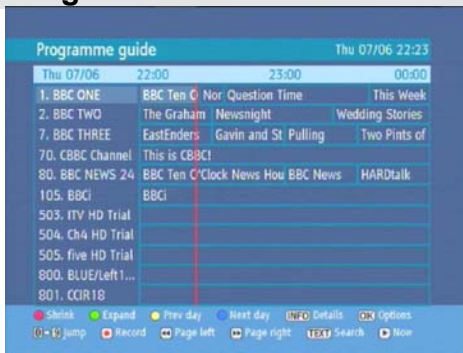 Programme guide Thu 07/06 22:23
Thu 07/06 22:00 23:00 00:00
1. BBC ONE BBC Ten O Nor Question Time This Week
2. BBC TWO The Graham Newsnight Wedding Stories
7. BBC THREE EastEnders Gavin and St Pulling Two Pints of
70. CBBC Channel This is CBBC!
80. BBC NEWS 24 BBC Ten O'Clock News Hou BBC News HARDtalk
105. BBCi BBCi
503. ITV HD Trial
504. Ch4 HD Trial
505. five HD Trial
800. BLUE/Left1...
801. CCIR18
Shrink Expand Prev day Next day INFO Details OK Options
0-9 Jump Record Page left Page right TEXT Search Now